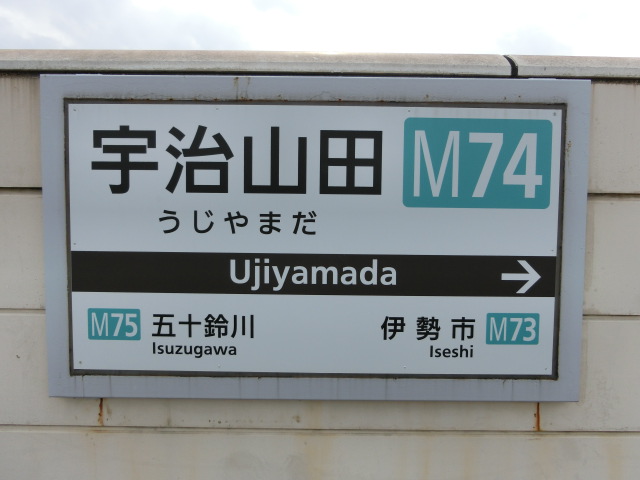 宇治山田 M74
うじやまだ
Ujiyamada →
M75 五十鈴川 伊勢市 M73
Isuzugawa Iseshi